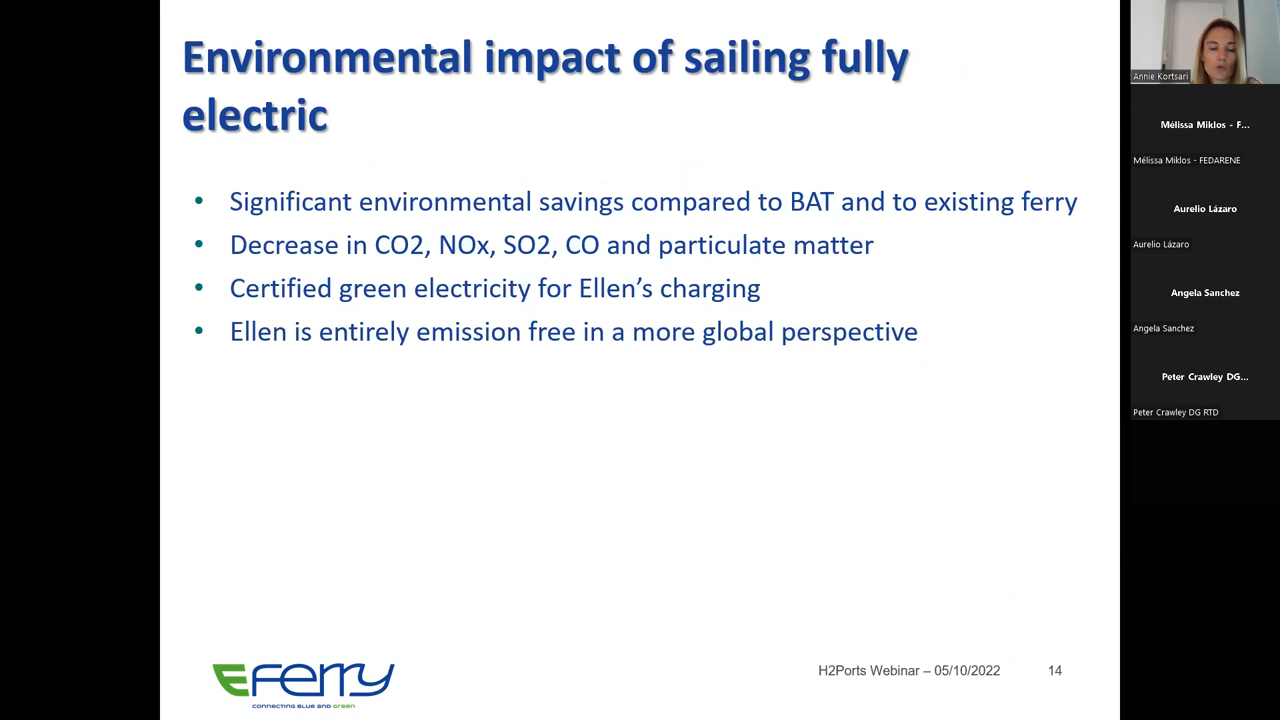 Environmental impact of sailing fully
electric
• Significant environmental savings compared to BAT and to existing ferry
• Decrease in CO2, NOx, SO2, CO and particulate matter
• Certified green electricity for Ellen’s charging
• Ellen is entirely emission free in a more global perspective
EFerry
CONNECTING BLUE AND GREEN
H2Ports Webinar – 05/10/2022
14
Annie Kortsari
Mélissa Miklos - F...
Mélissa Miklos - FEDARENE
Aurelio Lázaro
Aurelio Lázaro
Angela Sanchez
Angela Sanchez
Peter Crawley DG...
Peter Crawley DG RTD